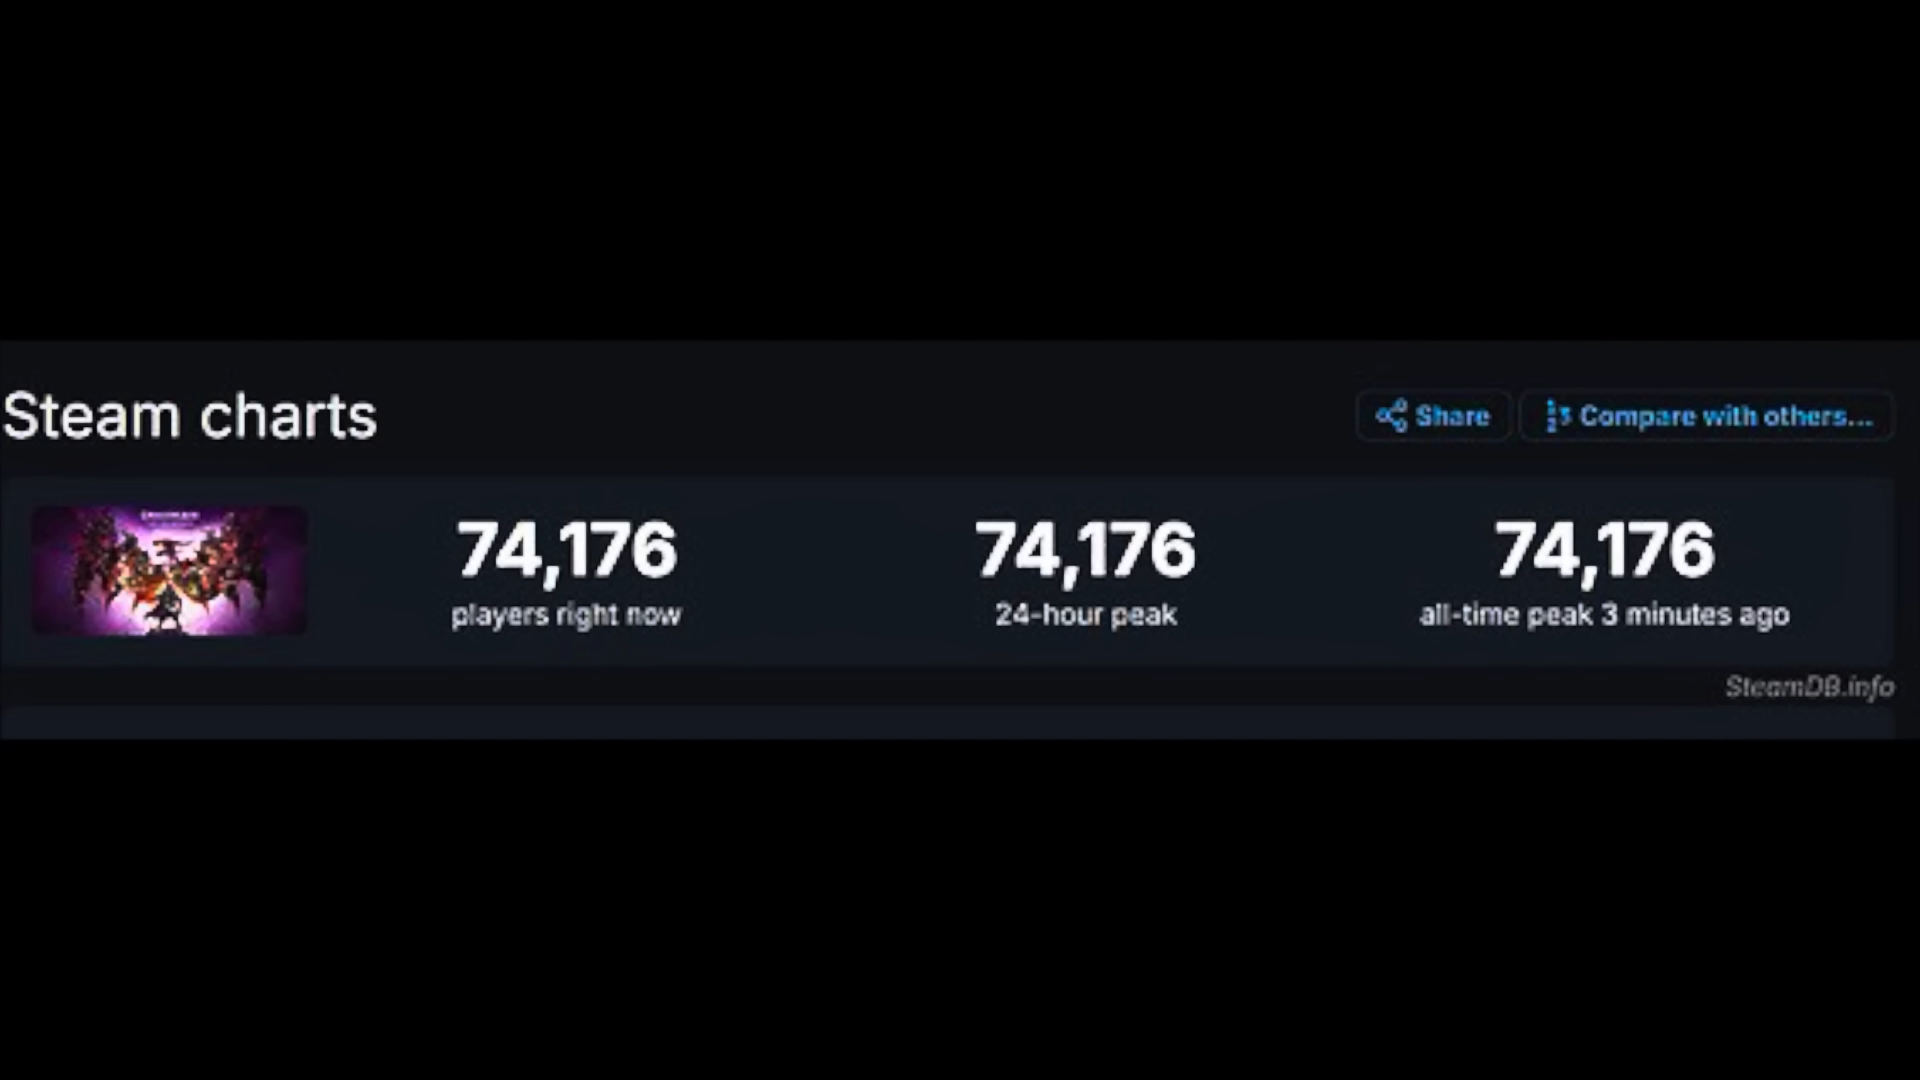 Steam charts
Share
Compare with others...
74,176
players right now
74,176
24-hour peak
74,176
all-time peak 3 minutes ago
SteamDB.info